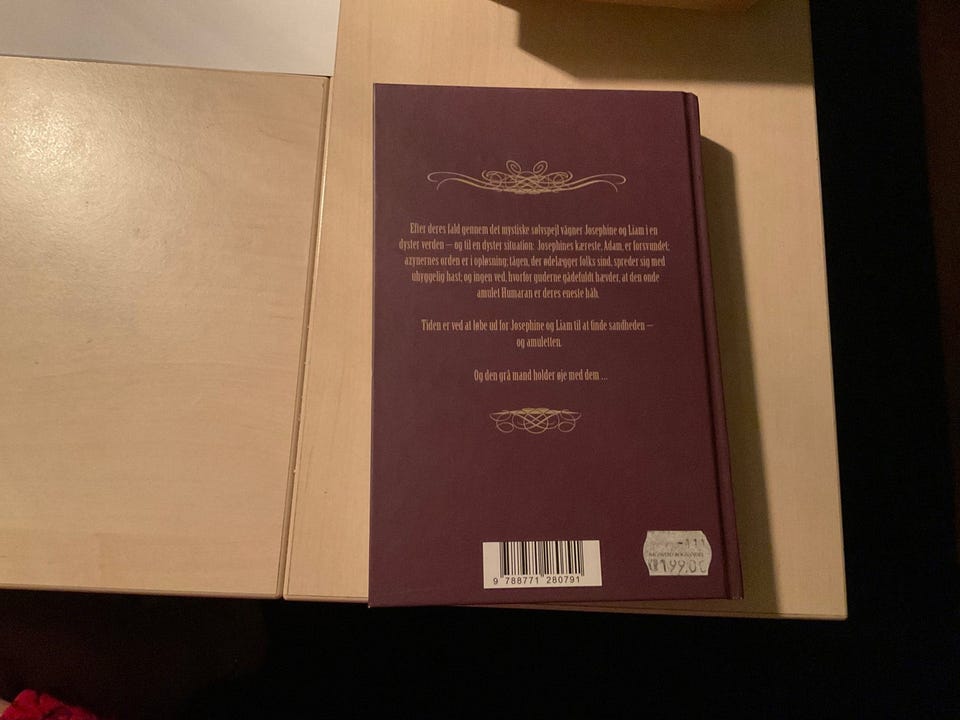 Efter deres fald gennem det mystiske sølvspejl vågner Josephine og Liam i en
dyster verden – og til en dyster situation: Josephines kæreste, Adam, er forsvundet;
azynernes orden er i opløsning; tågen, der ødelægger folks sind, spreder sig med
uhyggelig hast; og ingen ved, hvorfor guderne gådefuldt hævder, at den onde
amulet Humaran er deres eneste håb.
Tiden er ved at løbe ud for Josephine og Liam til at finde sandheden –
og amuletten.
Og den grå mand holder øje med dem ...
9 788771 280791
199.0